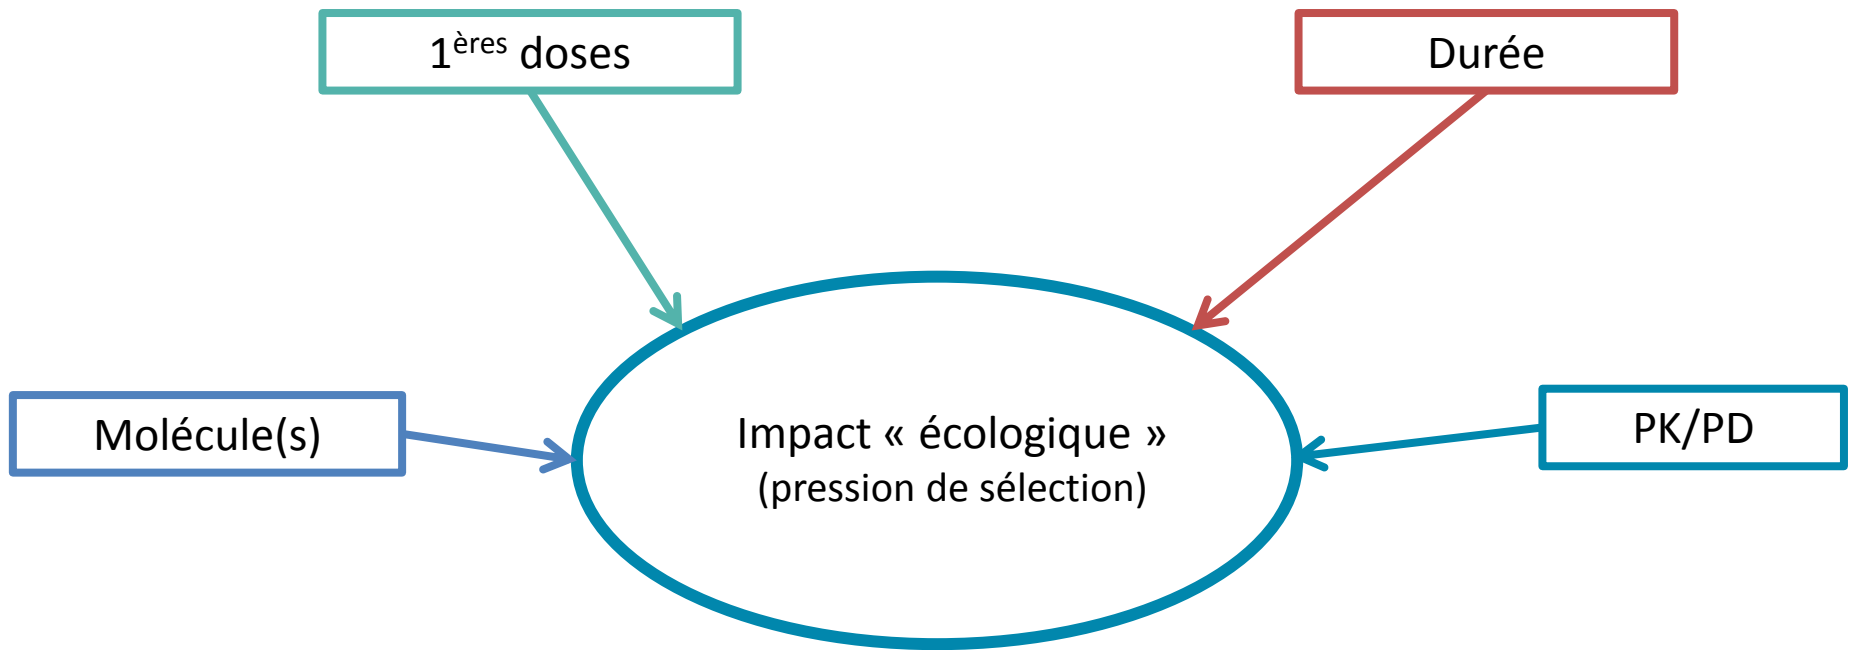 1ères doses
Durée
Molécule(s)
Impact « écologique »
(pression de sélection)
PK/PD